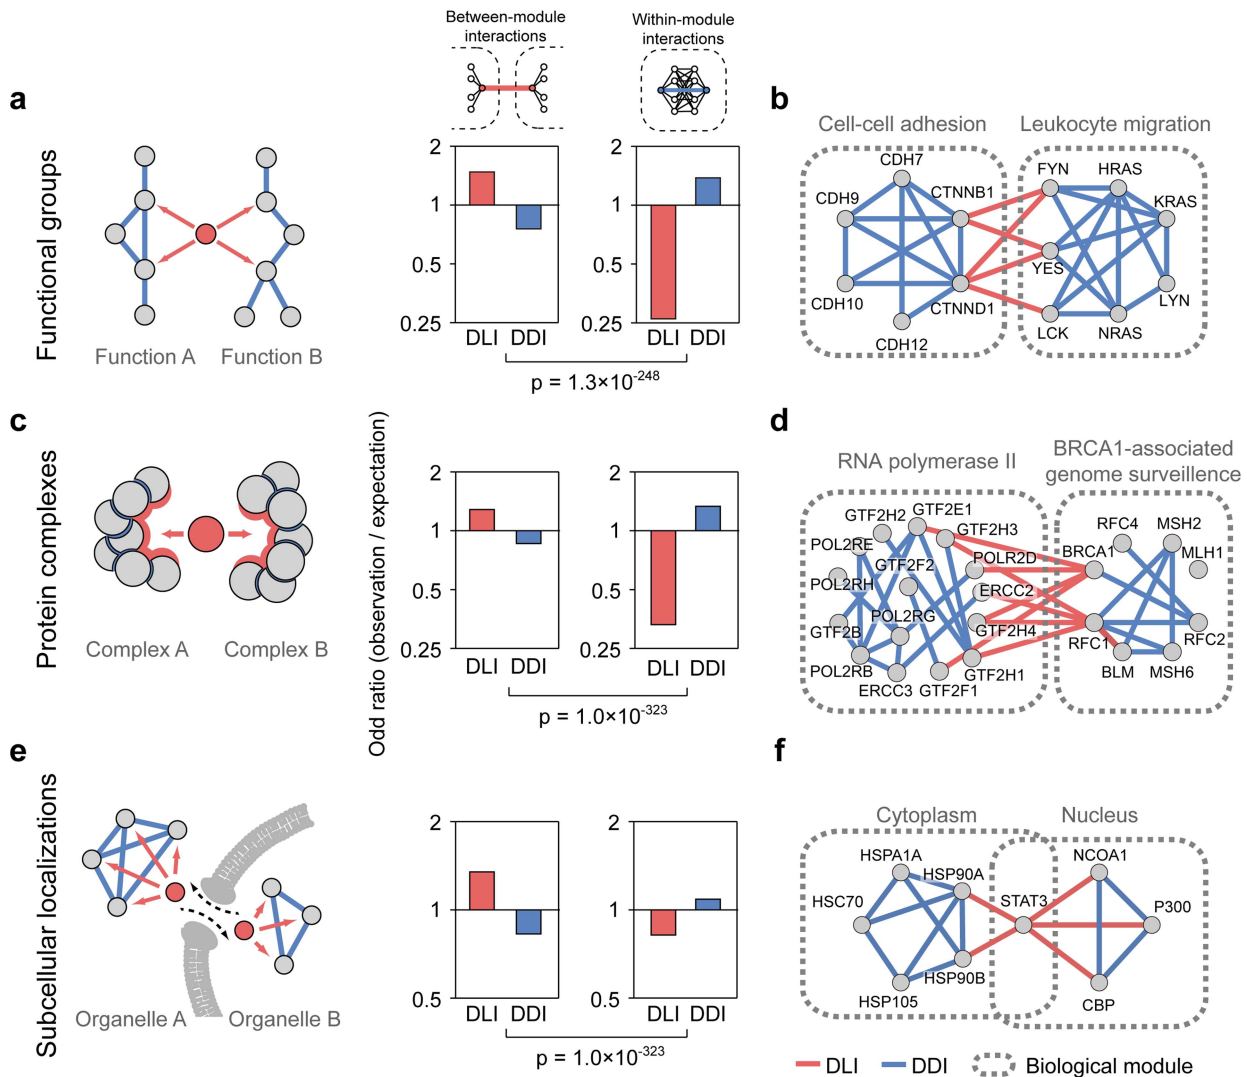 Between-module
interactions
Within-module
interactions
a
Functional groups
Function A
Function B
2
1
0.5
0.25
DLI DDI
2
1
0.5
0.25
DLI DDI
p = 1.3×10-248
b
Cell-cell adhesion
Leukocyte migration
CDH7
CTNNB1
CDH9
CDH10
CTNND1
CDH12
FYN
HRAS
KRAS
YES
LYN
LCK
NRAS
c
Protein complexes
Complex A
Complex B
Odd ratio (observation / expectation)
2
1
0.5
0.25
DLI DDI
2
1
0.5
0.25
DLI DDI
p = 1.0×10-323
d
RNA polymerase II
BRCA1-associated
genome surveillence
GTF2H2
GTF2E1
GTF2H3
POL2RE
GTF2F2
POLR2D
POL2RH
ERCC2
POL2RG
GTF2B
GTF2H4
POL2RB
GTF2H1
ERCC3
GTF2F1
RFC4
MSH2
BRCA1
MLH1
RFC1
RFC2
BLM
MSH6
e
Subcellular localizations
Organelle A
Organelle B
2
1
0.5
DLI DDI
2
1
0.5
DLI DDI
p = 1.0×10-323
f
Cytoplasm
Nucleus
HSPA1A
HSP90A
HSC70
STAT3
HSP90B
HSP105
NCOA1
P300
CBP
DLI
DDI
Biological module